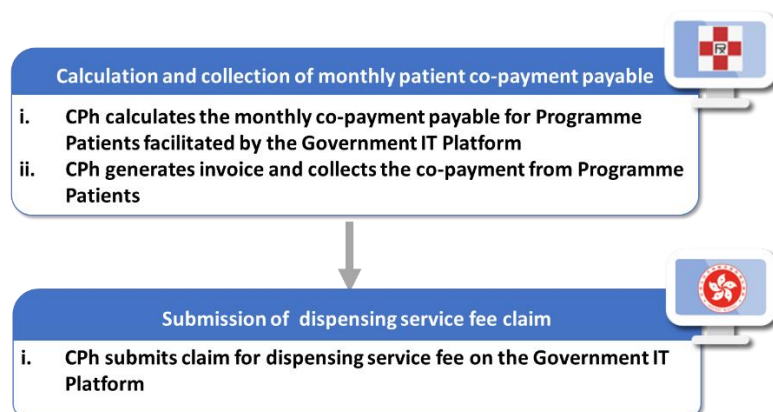 Calculation and collection of monthly patient co-payment payable
i. CPh calculates the monthly co-payment payable for Programme
Patients facilitated by the Government IT Platform
ii. CPh generates invoice and collects the co-payment from Programme
Patients
Submission of dispensing service fee claim
i. CPh submits claim for dispensing service fee on the Government IT
Platform